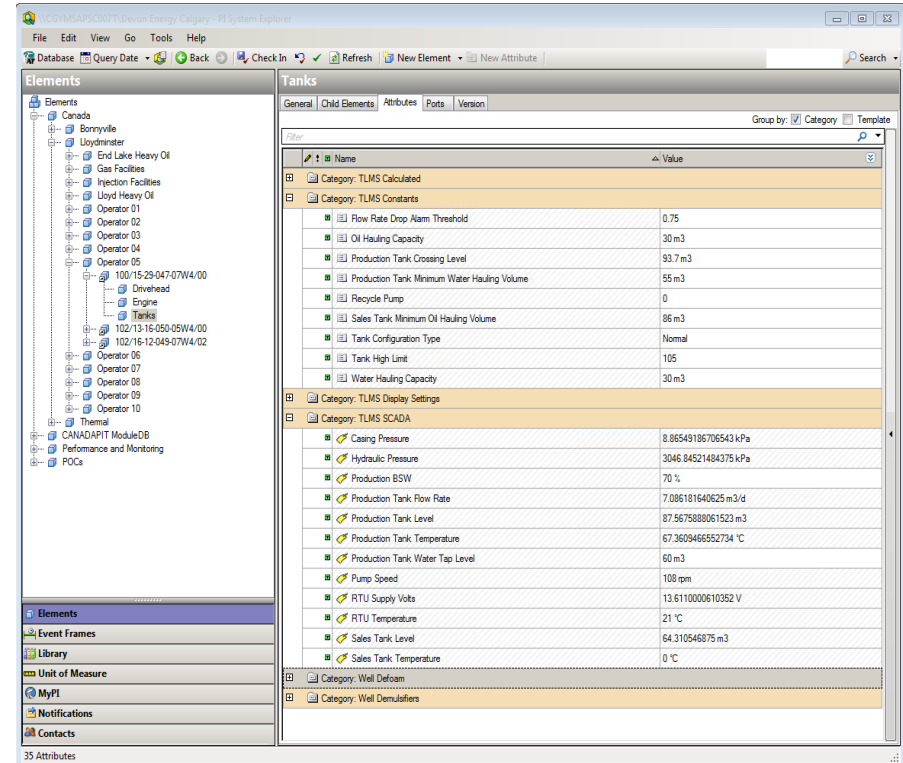 \\CGYMSAPSC007T\Devon Energy Calgary - PI System Explorer
File Edit View Go Tools Help
Database Query Date Back Check In Refresh New Element New Attribute Search
Elements
Elements
Canada
Bonnyville
Lloydminster
End Lake Heavy Oil
Gas Facilities
Injection Facilities
Lloyd Heavy Oil
Operator 01
Operator 02
Operator 03
Operator 04
Operator 05
100/15-29-047-07W4/00
Drivehead
Engine
Tanks
102/13-16-050-05W4/00
102/16-12-049-07W4/02
Operator 06
Operator 07
Operator 08
Operator 09
Operator 10
Thermal
CANADAPIT ModuleDB
Performance and Monitoring
POCs
Elements
Event Frames
Library
Unit of Measure
MyPI
Notifications
Contacts
Tanks
General Child Elements Attributes Ports Version
Group by: Category Template
Filter
Name Value
Category: TLMS Calculated
Category: TLMS Constants
Flow Rate Drop Alarm Threshold 0.75
Oil Hauling Capacity 30 m3
Production Tank Crossing Level 93.7 m3
Production Tank Minimum Water Hauling Volume 55 m3
Recycle Pump 0
Sales Tank Minimum Oil Hauling Volume 86 m3
Tank Configuration Type Normal
Tank High Limit 105
Water Hauling Capacity 30 m3
Category: TLMS Display Settings
Category: TLMS SCADA
Casing Pressure 8.86549186706543 kPa
Hydraulic Pressure 3046.84521484375 kPa
Production BSW 70 %
Production Tank Flow Rate 7.086181640625 m3/d
Production Tank Level 87.5675888061523 m3
Production Tank Temperature 67.3609466552734 °C
Production Tank Water Tap Level 60 m3
Pump Speed 108 rpm
RTU Supply Volts 13.6110000610352 V
RTU Temperature 21 °C
Sales Tank Level 64.310546875 m3
Sales Tank Temperature 0 °C
Category: Well Defoam
Category: Well Demulsifiers
35 Attributes